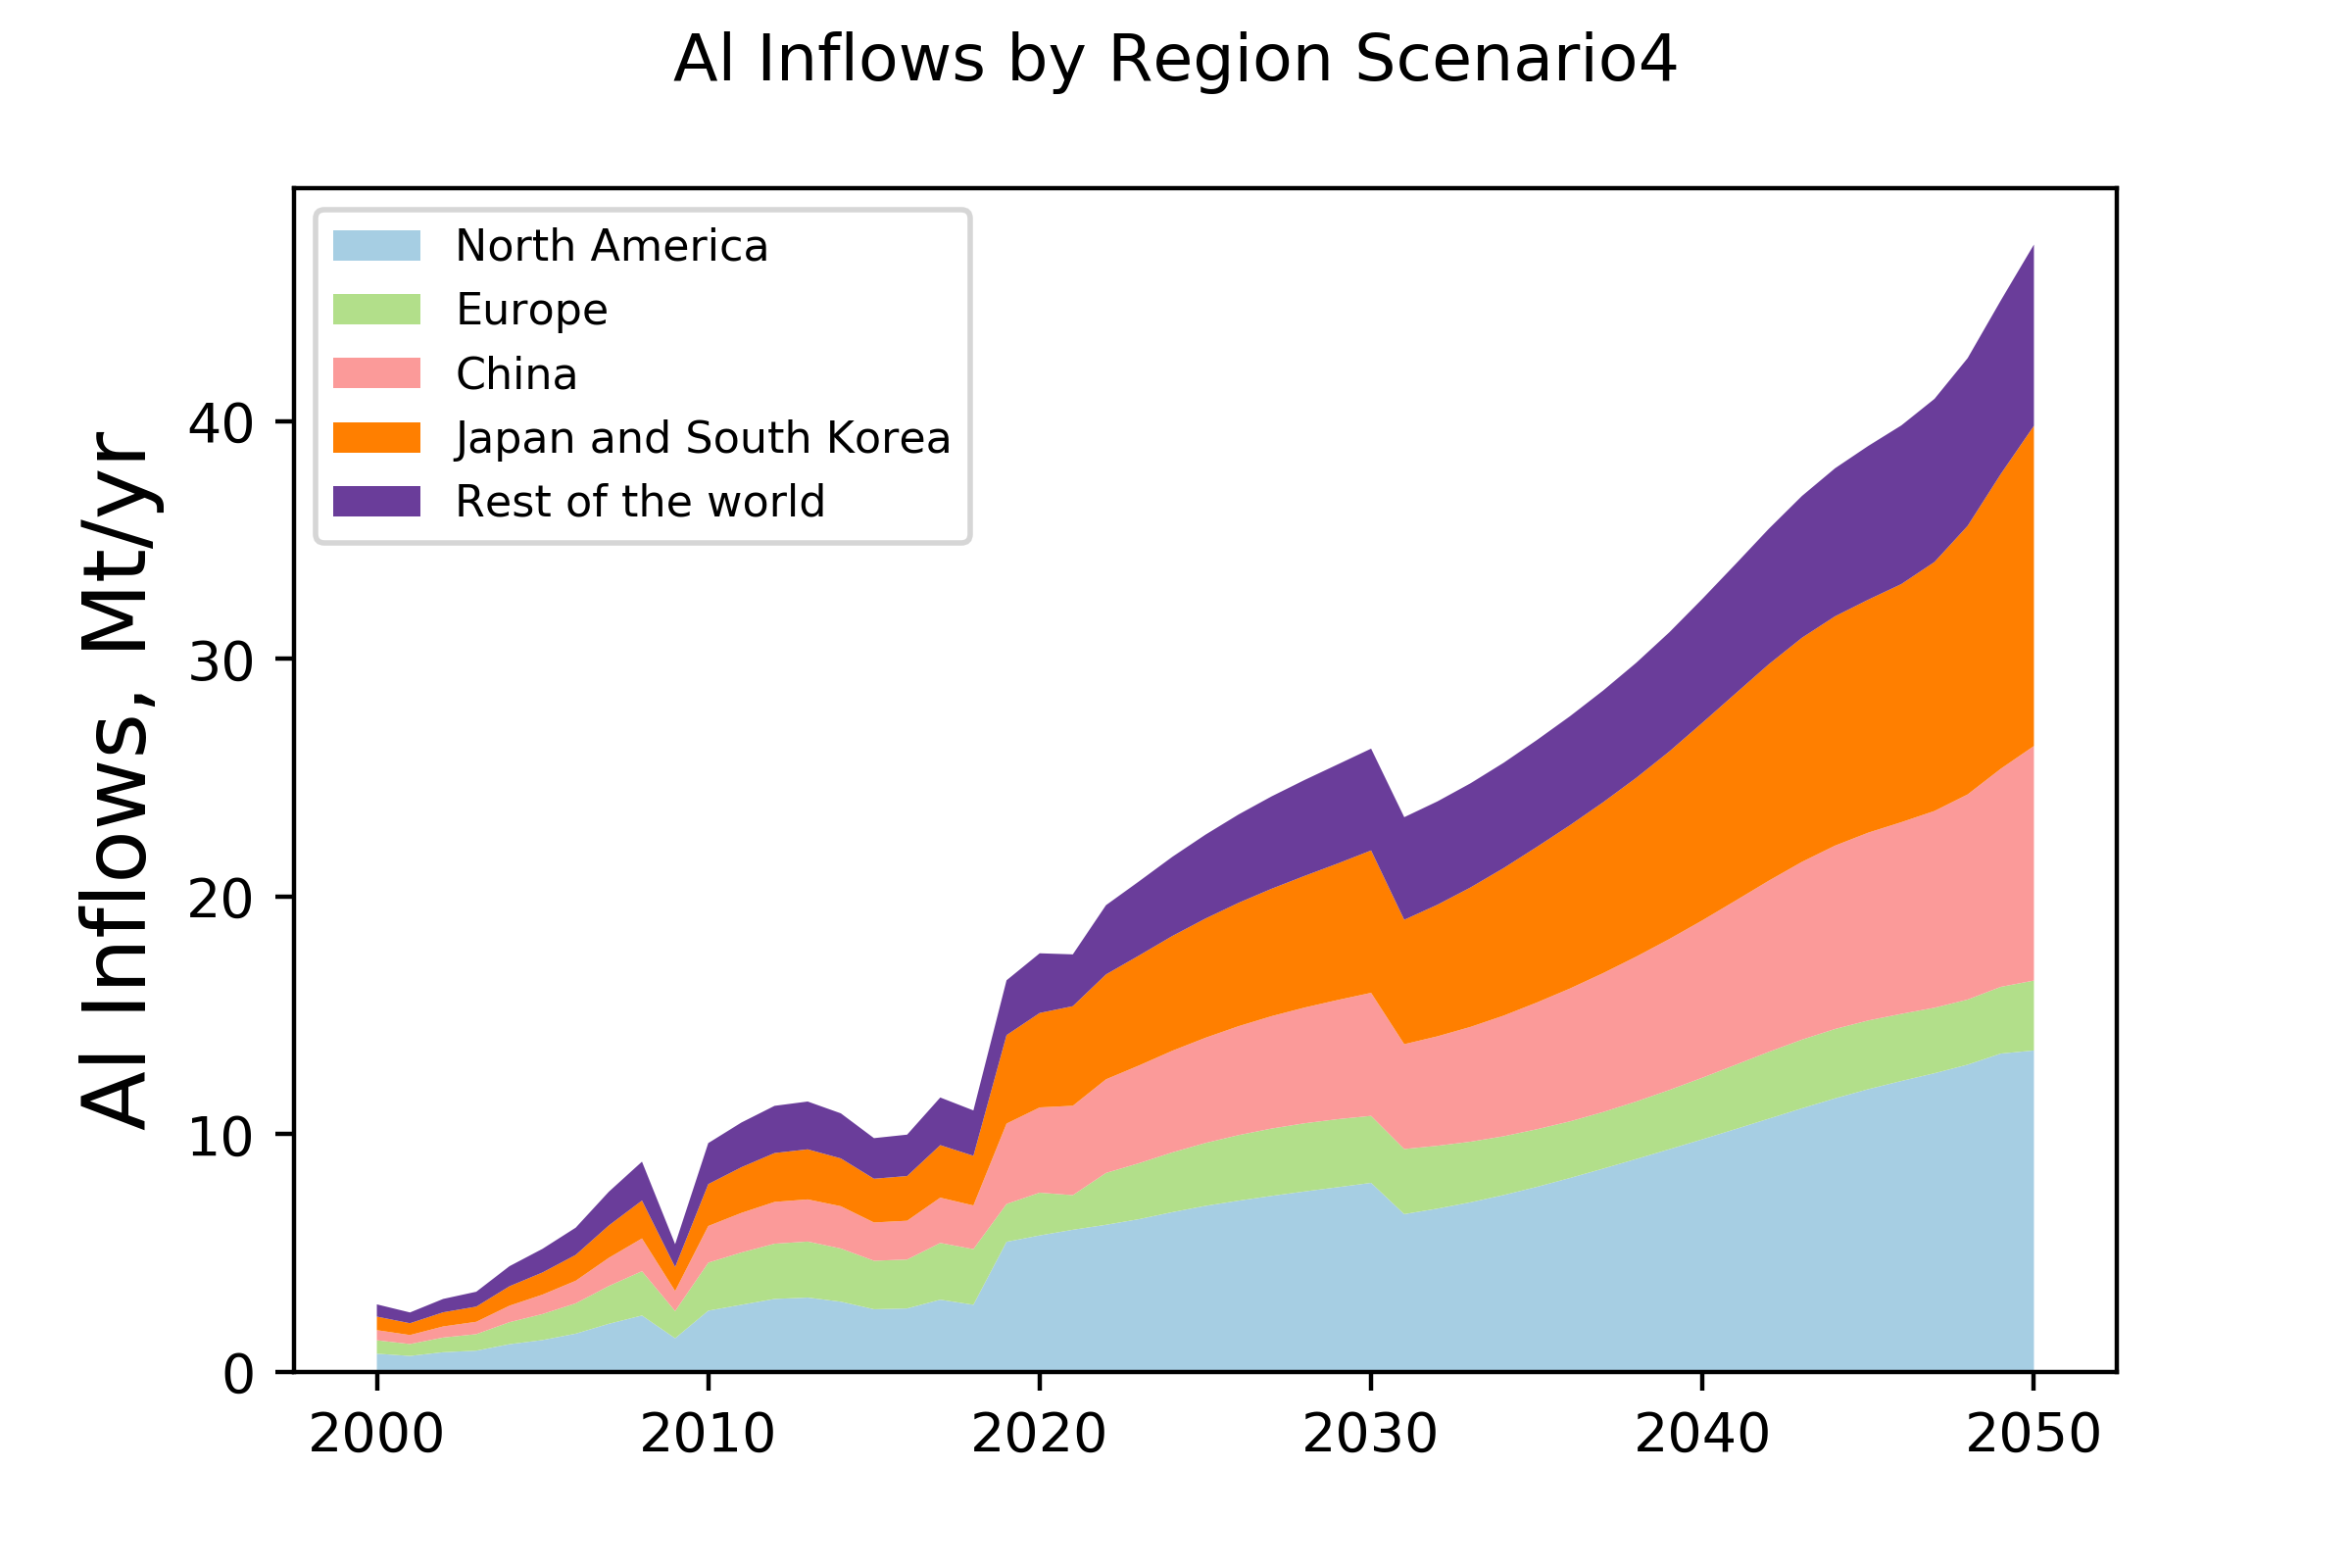 Al Inflows by Region Scenario4
North America
Europe
China
Japan and South Korea
Rest of the world
Al Inflows, Mt/yr
40
30
20
10
0
2000 2010 2020 2030 2040 2050